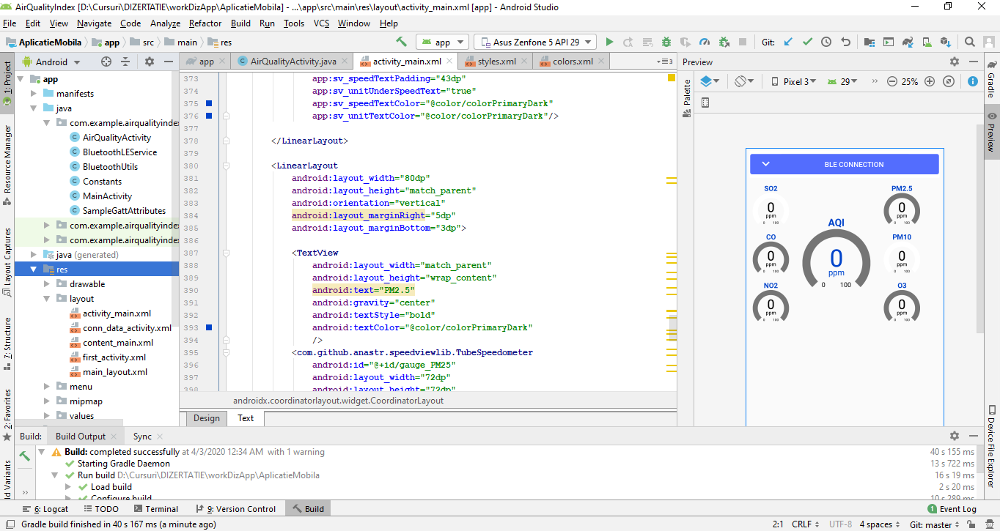 AirQualityIndex [D:\Cursuri\DIZERTATIE\workDizApp\AplicatieMobila] - ...\app\src\main\res\layout\activity_main.xml [app] - Android Studio
File Edit View Navigate Code Analyze Refactor Build Run Tools VCS Window Help
AplicatieMobila app src main res app Asus Zenfone 5 API 29 Git:
Android app AirQualityActivity.java activity_main.xml styles.xml colors.xml 3 Preview
1: Project
Resource Manager
Layout Captures
7: Structure
2: Favorites
ld Variants
app
manifests
java
com.example.airqualityinde
AirQualityActivity
BluetoothLEService
BluetoothUtils
Constants
MainActivity
SampleGattAttributes
com.example.airqualityinde
com.example.airqualityinde
java (generated)
res
drawable
layout
activity_main.xml
conn_data_activity.xml
content_main.xml
first_activity.xml
main_layout.xml
menu
mipmap
values
373 app:sv_speedTextPadding="43dp"
374 app:sv_unitUnderSpeedText="true"
375 app:sv_speedTextColor="@color/colorPrimaryDark"
376 app:sv_unitTextColor="@color/colorPrimaryDark"/>
377
378 </LinearLayout>
379
380 <LinearLayout
381 android:layout_width="80dp"
382 android:layout_height="match_parent"
383 android:orientation="vertical"
384 android:layout_marginRight="5dp"
385 android:layout_marginBottom="3dp">
386
387 <TextView
388 android:layout_width="match_parent"
389 android:layout_height="wrap_content"
390 android:text="PM2.5"
391 android:gravity="center"
392 android:textStyle="bold"
393 android:textColor="@color/colorPrimaryDark"
394 />
395 <com.github.anastr.speedviewlib.TubeSpeedometer
396 android:id="@+id/gauge_PM25"
397 android:layout_width="72dp"
398 android:layout_height="72dp"
androidx.coordinatorlayout.widget.CoordinatorLayout
Design Text
Palette
Pixel 3 29 25%
BLE CONNECTION
SO2
0
ppm
0 100
CO
0
ppm
0 100
NO2
0
ppm
0 100
AQI
0
ppm
0 100
PM2.5
0
ppm
0 100
PM10
0
ppm
0 100
O3
0
ppm
0 100
Gradle
Preview
Device File Explorer
Build: Build Output Sync
Build: completed successfully at 4/3/2020 12:34 AM with 1 warning 40 s 155 ms
Starting Gradle Daemon 13 s 722 ms
Run build D:\Cursuri\DIZERTATIE\workDizApp\AplicatieMobila 16 s 19 ms
Load build 2 s 20 ms
Configure build 10 s 289 ms
6: Logcat TODO Terminal 9: Version Control Build 1 Event Log
Gradle build finished in 40 s 167 ms (a minute ago) 2:1 CRLF UTF-8 4 spaces Git: master